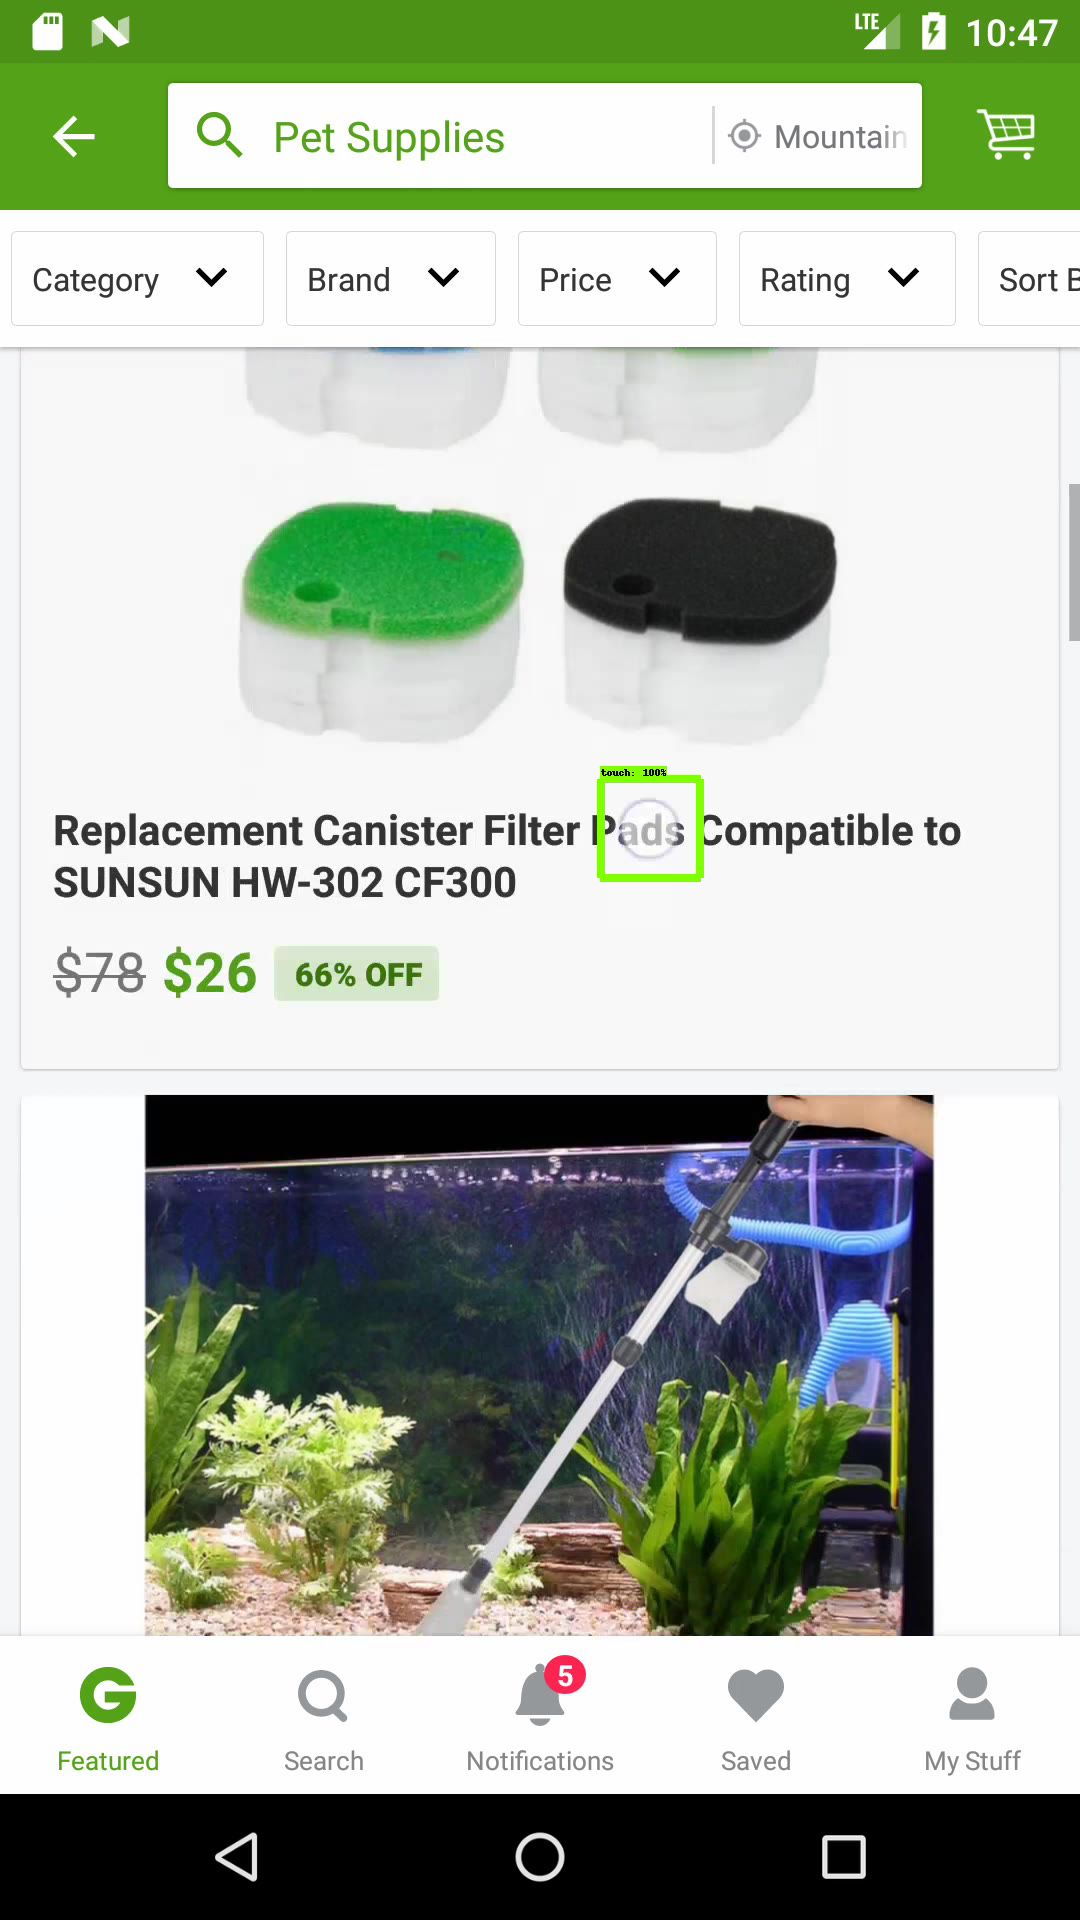 LTE 10:47
Pet Supplies Mountain
Category Brand Price Rating Sort B
touch: 100%
Replacement Canister Filter Pads Compatible to
SUNSUN HW-302 CF300
$78 $26 66% OFF
5
Featured Search Notifications Saved My Stuff